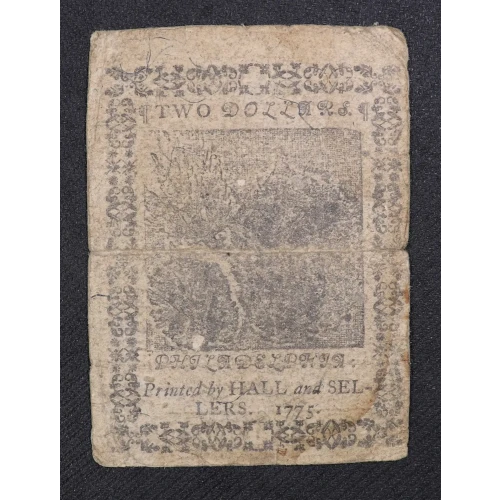 TWO DOLLARS.
PHILADELPHIA:
Printed by HALL and SEL-
LERS. 1775.